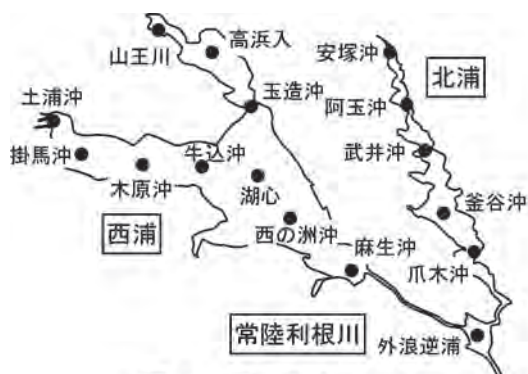 高浜入
山王川
安塚沖
北浦
土浦沖
玉造沖
阿玉沖
掛馬沖
牛込沖
武井沖
木原沖
湖心
釜谷沖
西浦
西の洲沖
麻生沖
爪木沖
常陸利根川
外浪逆浦